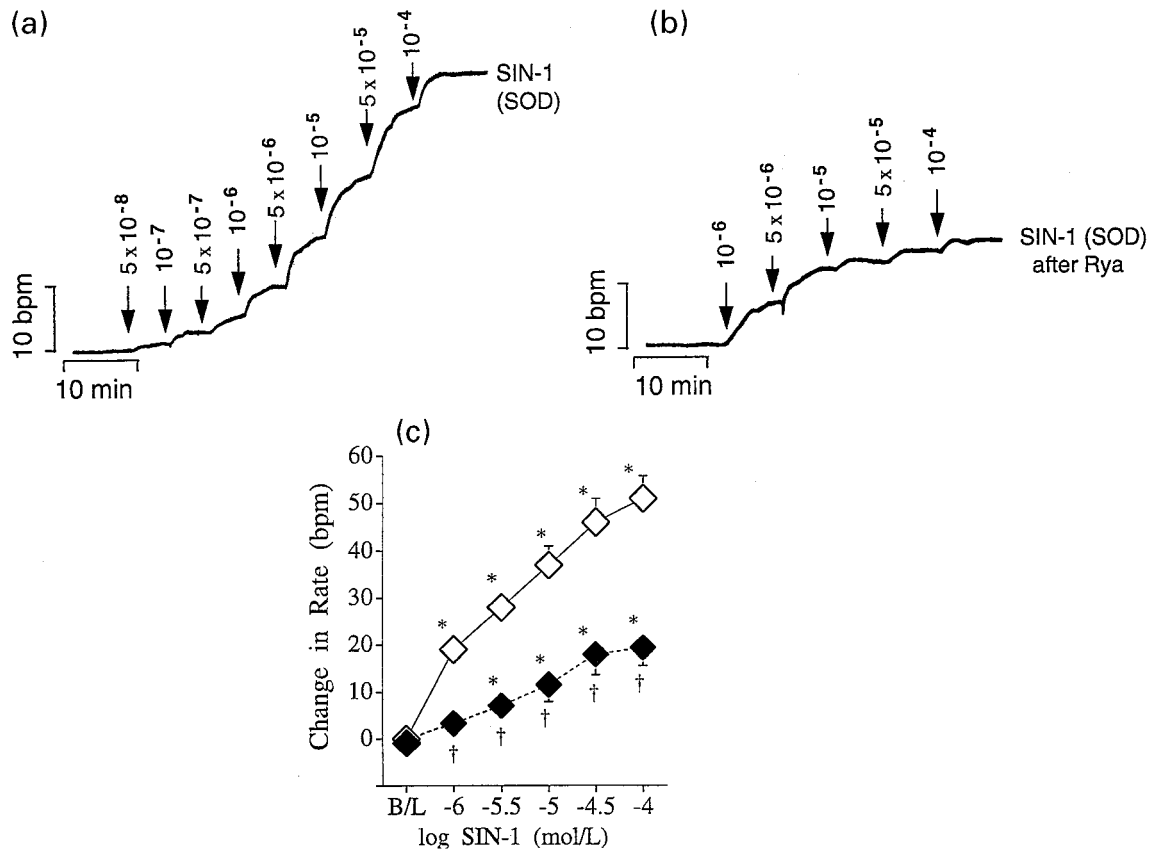 (a)
5 x 10⁻⁸
10⁻⁷
5 x 10⁻⁷
10⁻⁶
5 x 10⁻⁶
10⁻⁵
5 x 10⁻⁵
10⁻⁴
SIN-1
(SOD)
10 bpm
10 min
(b)
10⁻⁶
5 x 10⁻⁶
10⁻⁵
5 x 10⁻⁵
10⁻⁴
SIN-1 (SOD)
after Rya
10 bpm
10 min
(c)
Change in Rate (bpm)
60
50
40
30
20
10
0
* * * * *
* * * *
† † † † †
B/L -6 -5.5 -5 -4.5 -4
log SIN-1 (mol/L)